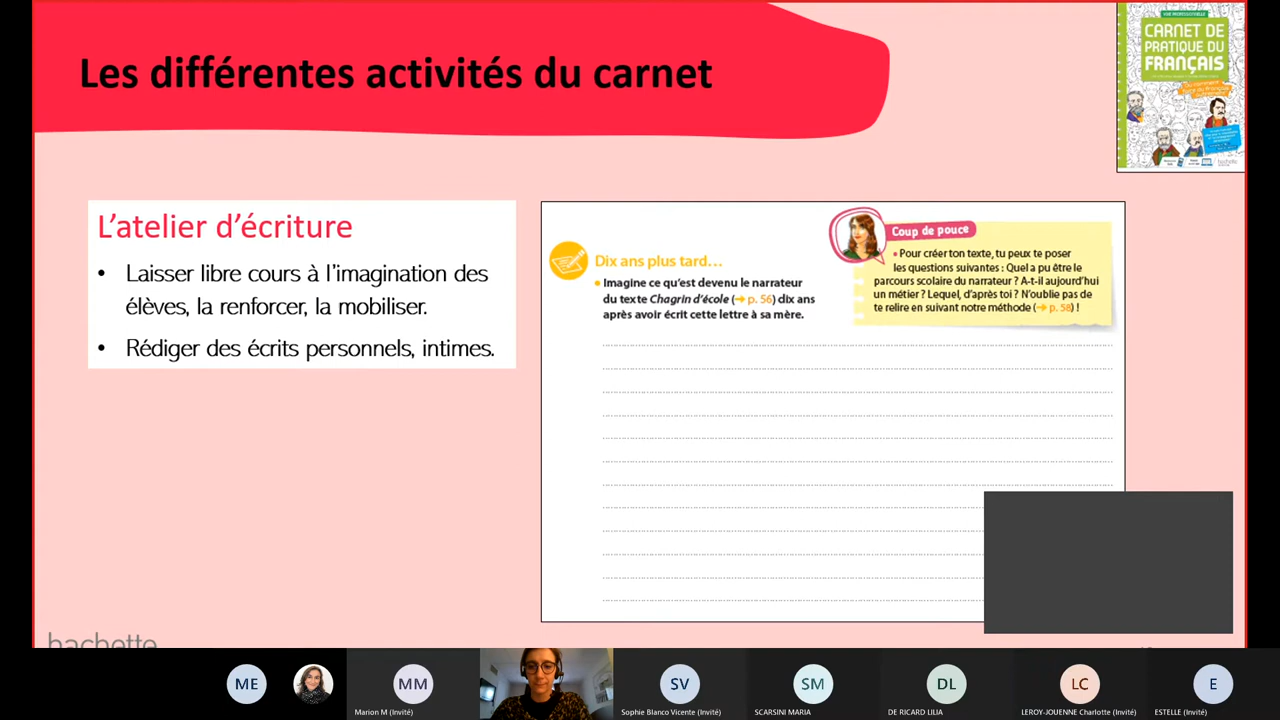 Les différentes activités du carnet
VOIE PROFESSIONNELLE
CARNET DE
PRATIQUE DU
FRANÇAIS
L'atelier d'écriture
• Laisser libre cours à l'imagination des
élèves, la renforcer, la mobiliser.
• Rédiger des écrits personnels, intimes.
Dix ans plus tard...
• Imagine ce qu'est devenu le narrateur
du texte Chagrin d'école (➔ p. 56) dix ans
après avoir écrit cette lettre à sa mère.
Coup de pouce
• Pour créer ton texte, tu peux te poser
les questions suivantes : Quel a pu être le
parcours scolaire du narrateur ? A-t-il aujourd'hui
un métier ? Lequel, d'après toi ? N'oublie pas de
te relire en suivant notre méthode (➔ p. 58) !
hachette
ME
MM
Marion M (Invité)
SV
Sophie Blanco Vicente (Invité)
SM
SCARSINI MARIA
DL
DE RICARD LILIA
LC
LEROY-JOUENNE Charlotte (Invité)
E
ESTELLE (Invité)